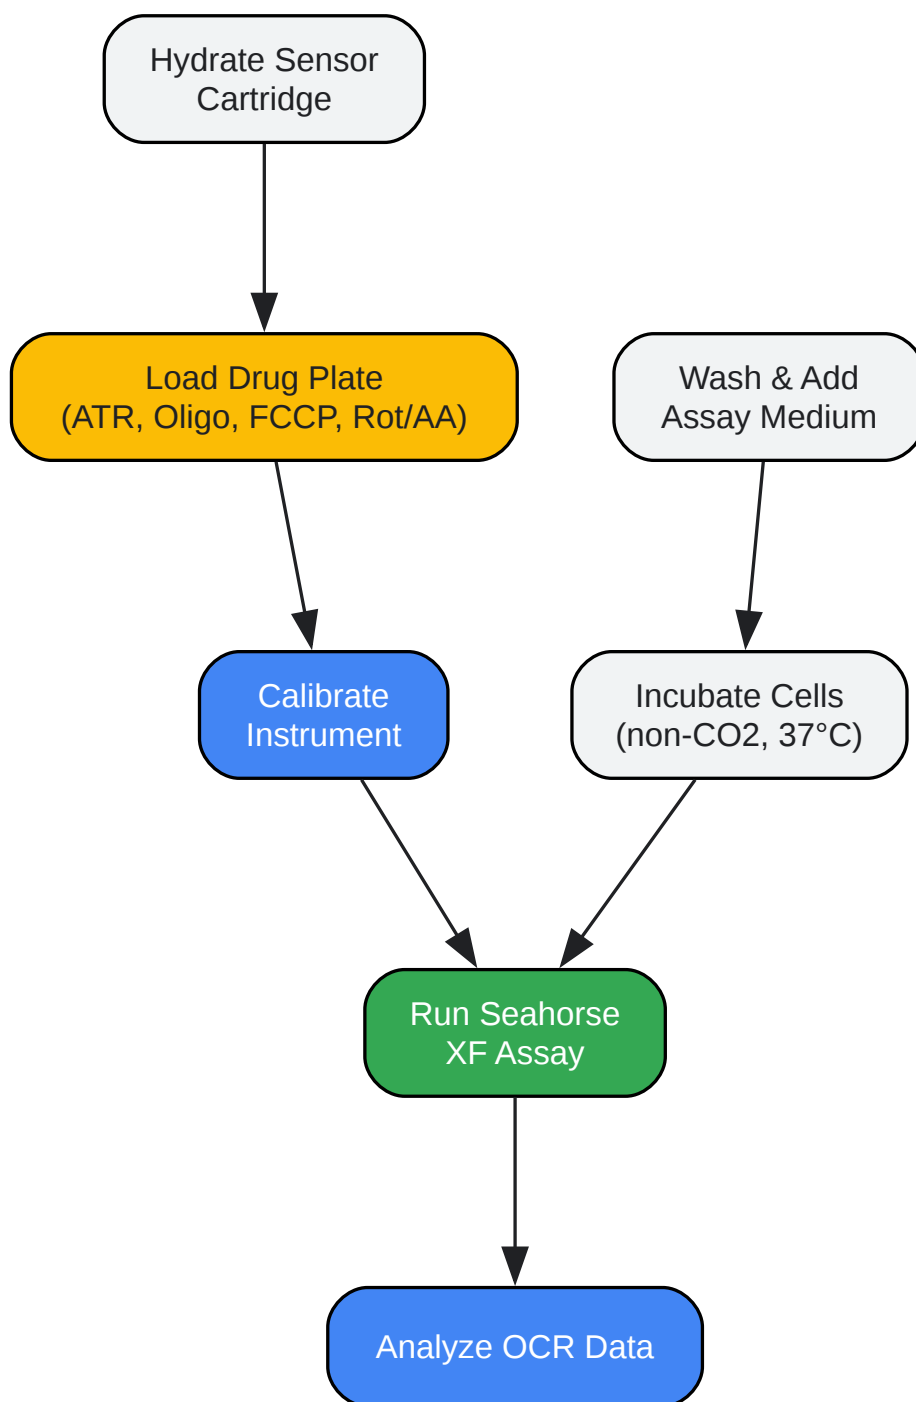 Hydrate Sensor
Cartridge
Load Drug Plate
(ATR, Oligo, FCCP, Rot/AA)
Wash & Add
Assay Medium
Calibrate
Instrument
Incubate Cells
(non-CO2, 37°C)
Run Seahorse
XF Assay
Analyze OCR Data